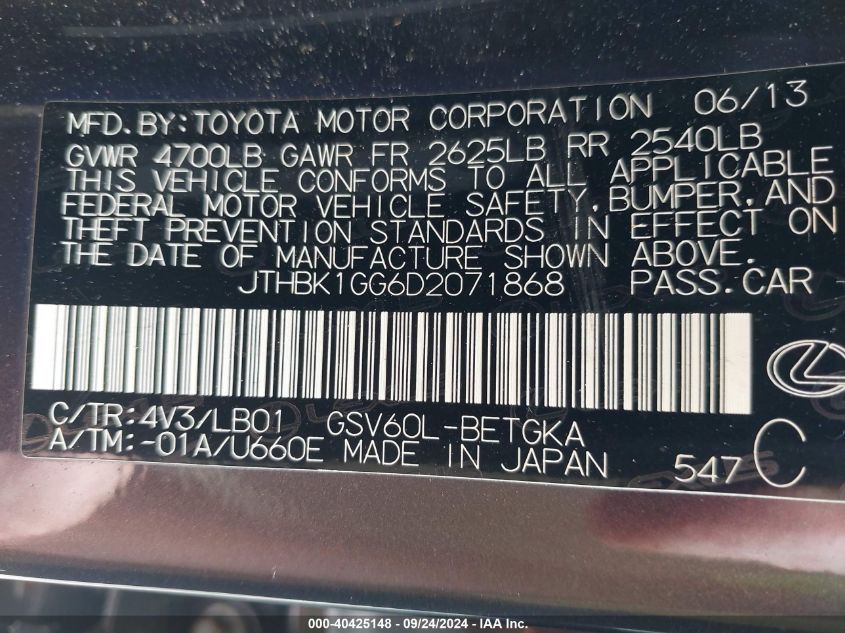 MFD. BY: TOYOTA MOTOR CORPORATION 06/13
GVWR 4700LB GAWR FR 2625LB RR 2540LB
THIS VEHICLE CONFORMS TO ALL APPLICABLE
FEDERAL MOTOR VEHICLE SAFETY, BUMPER, AND
THEFT PREVENTION STANDARDS IN EFFECT ON
THE DATE OF MANUFACTURE SHOWN ABOVE.
JTHBK1GG6D2071868 PASS. CAR
C/TR: 4V3/LB01 GSV60L-BETGKA
A/TM: -01A/U660E MADE IN JAPAN 547 C
000-40425148 - 09/24/2024 - IAAI Inc.